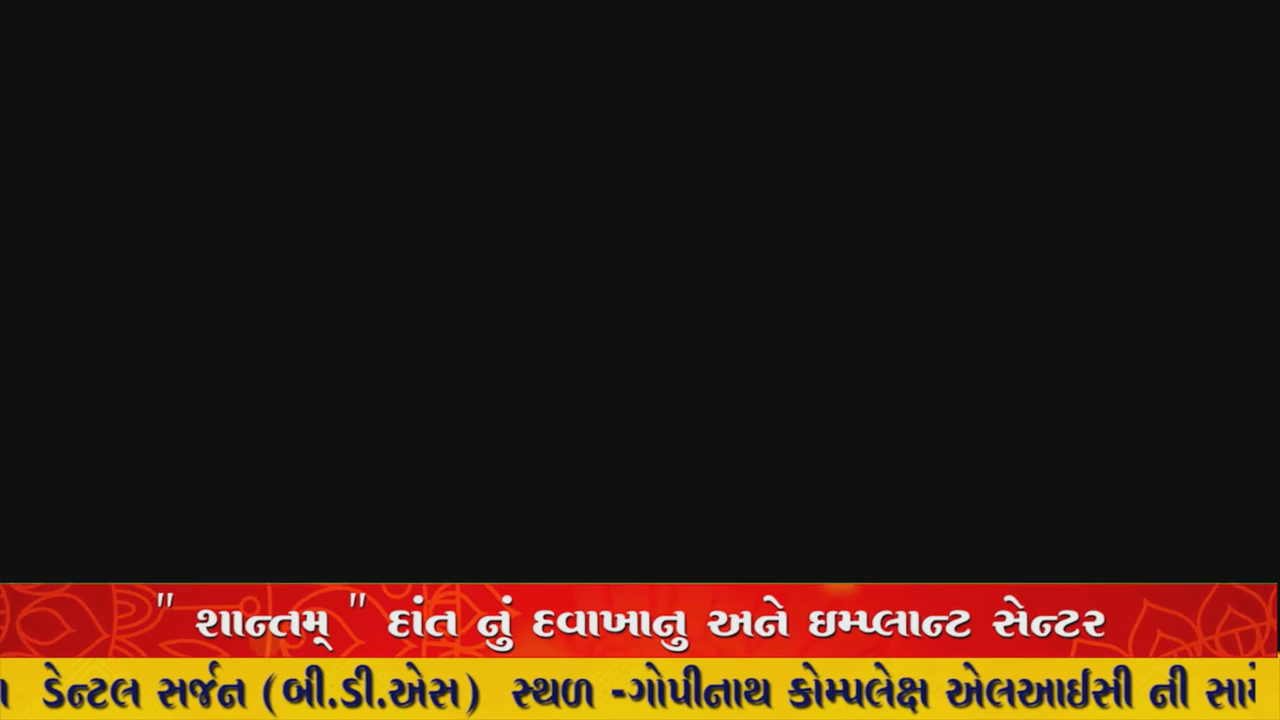 " શાન્તમ્ " દાંત નું દવાખાનુ અને ઇમ્પ્લાન્ટ સેન્ટર
ડેન્ટલ સર્જન (બી.ડી.એસ) સ્થળ -ગોપીનાથ કોમ્પલેક્ષ એલઆઈસી ની